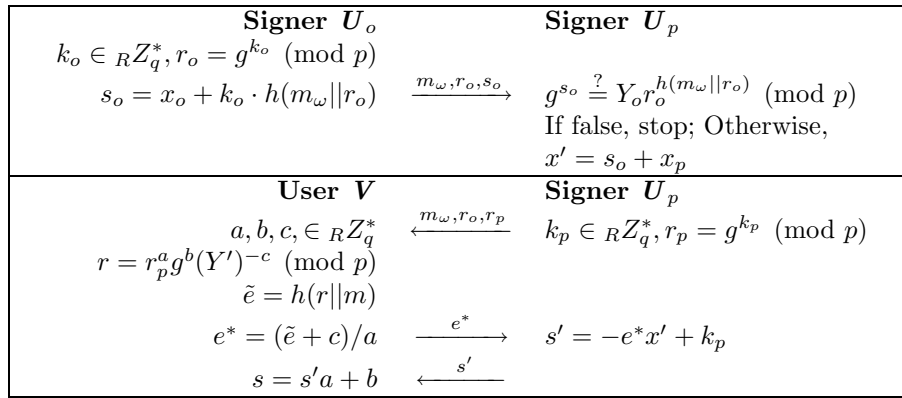 Signer U_o Signer U_p
k_o ∈ _R Z_q^*, r_o = g^{k_o} (mod p)
s_o = x_o + k_o · h(m_ω||r_o) m_ω,r_o,s_o ⟶ g^{s_o} ≟ Y_o r_o^{h(m_ω||r_o)} (mod p)
If false, stop; Otherwise,
x′ = s_o + x_p
User V Signer U_p
a, b, c, ∈ _R Z_q^* m_ω,r_o,r_p ⟵ k_p ∈ _R Z_q^*, r_p = g^{k_p} (mod p)
r = r_p^a g^b (Y′)^{−c} (mod p)
ẽ = h(r||m)
e^* = (ẽ + c)/a e^* ⟶ s′ = −e^*x′ + k_p
s = s′a + b s′ ⟵